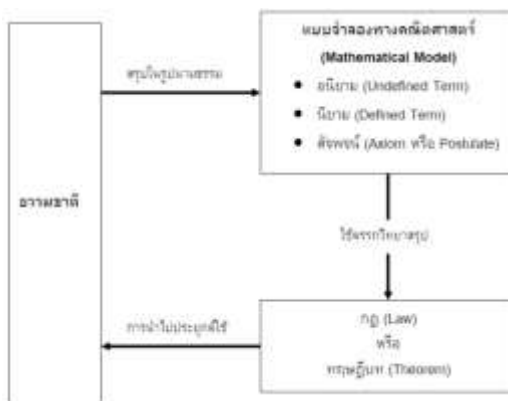 แบบจำลองทางคณิตศาสตร์
(Mathematical Model)
สรุปในรูปนามธรรม
• อนิยาม (Undefined Term)
• นิยาม (Defined Term)
• สัจพจน์ (Axiom หรือ Postulate)
ธรรมชาติ
ใช้ตรรกวิทยาสรุป
การนำไปประยุกต์ใช้
กฎ (Law)
หรือ
ทฤษฎีบท (Theorem)